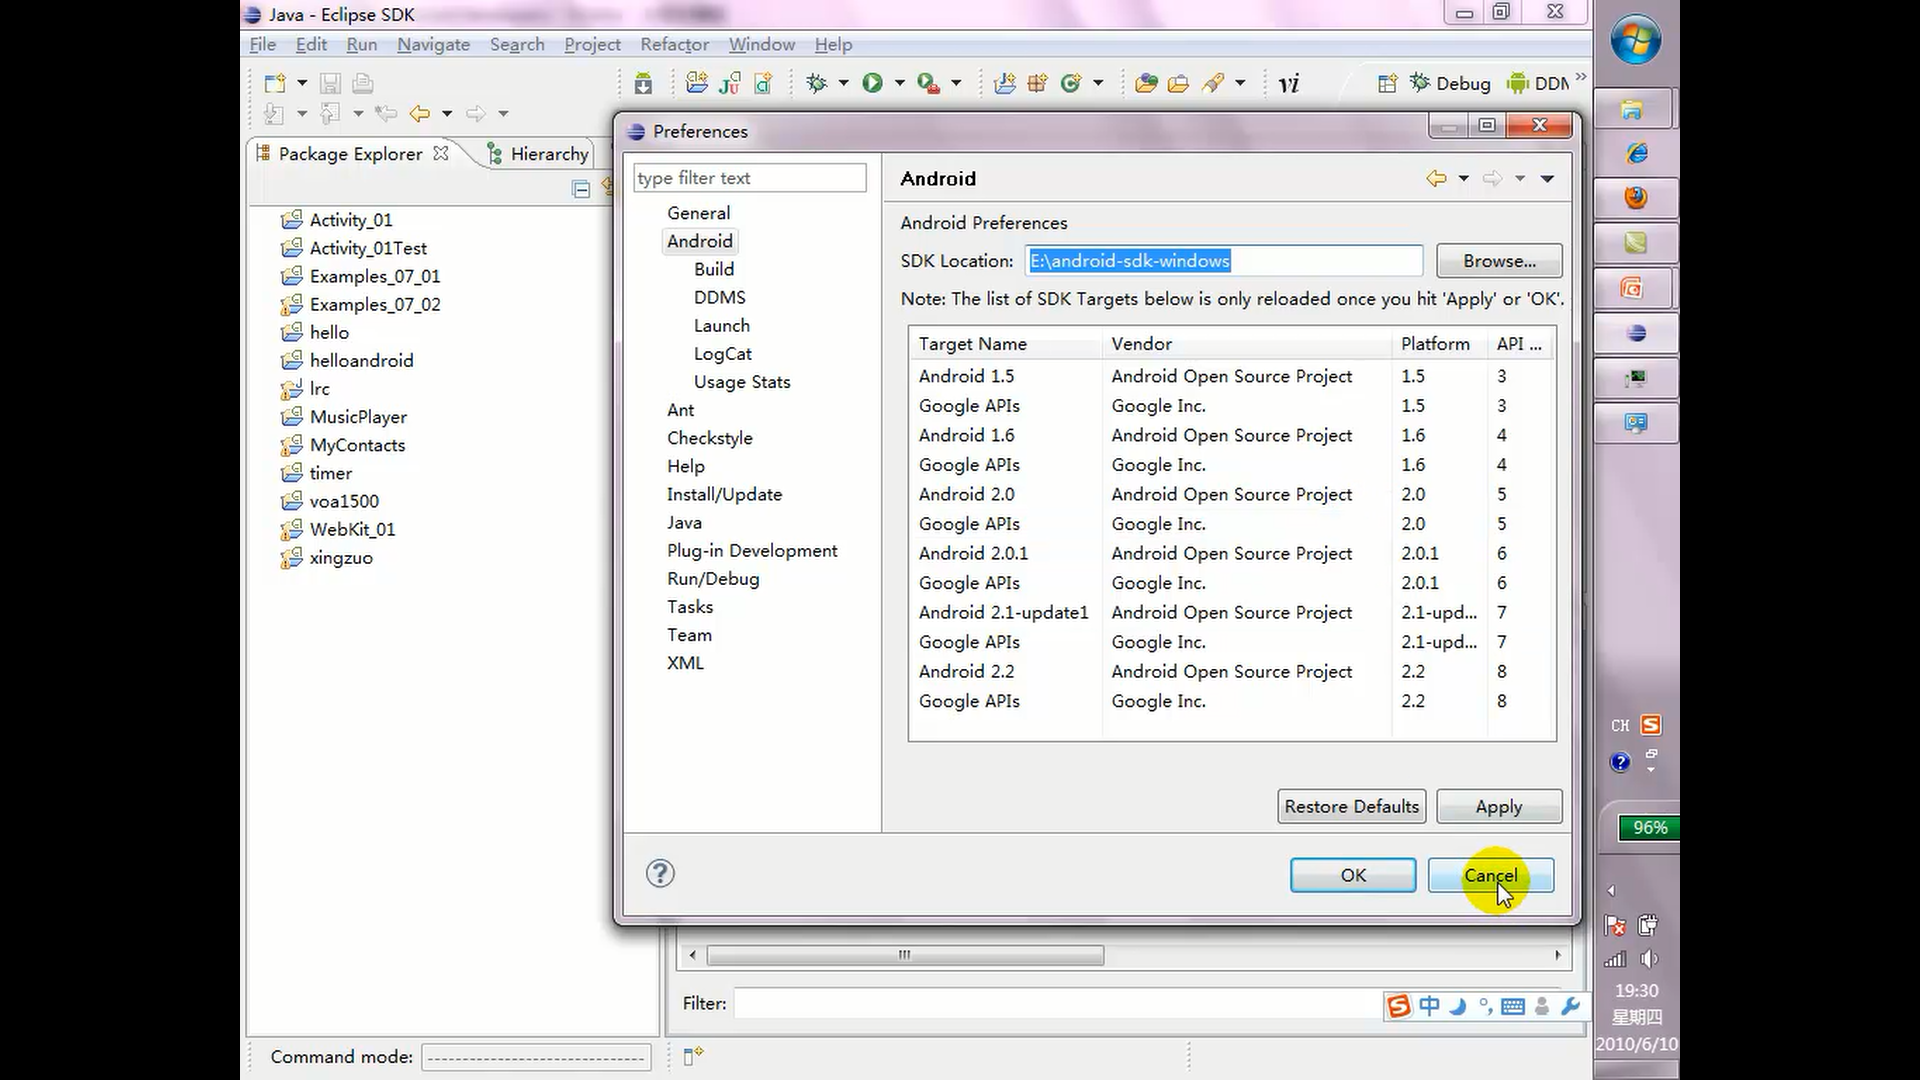 Java - Eclipse SDK
File Edit Run Navigate Search Project Refactor Window Help
Debug DDM
Package Explorer Hierarchy
Activity_01
Activity_01Test
Examples_07_01
Examples_07_02
hello
helloandroid
lrc
MusicPlayer
MyContacts
timer
voa1500
WebKit_01
xingzuo
Preferences
type filter text
General
Android
Build
DDMS
Launch
LogCat
Usage Stats
Ant
Checkstyle
Help
Install/Update
Java
Plug-in Development
Run/Debug
Tasks
Team
XML
Android
Android Preferences
SDK Location: E:\android-sdk-windows Browse...
Note: The list of SDK Targets below is only reloaded once you hit 'Apply' or 'OK'.
Target Name Vendor Platform API ...
Android 1.5 Android Open Source Project 1.5 3
Google APIs Google Inc. 1.5 3
Android 1.6 Android Open Source Project 1.6 4
Google APIs Google Inc. 1.6 4
Android 2.0 Android Open Source Project 2.0 5
Google APIs Google Inc. 2.0 5
Android 2.0.1 Android Open Source Project 2.0.1 6
Google APIs Google Inc. 2.0.1 6
Android 2.1-update1 Android Open Source Project 2.1-upd... 7
Google APIs Google Inc. 2.1-upd... 7
Android 2.2 Android Open Source Project 2.2 8
Google APIs Google Inc. 2.2 8
Restore Defaults Apply
OK Cancel
Filter:
中
Command mode: ------------------------------
CH
96%
19:30
星期四
2010/6/10